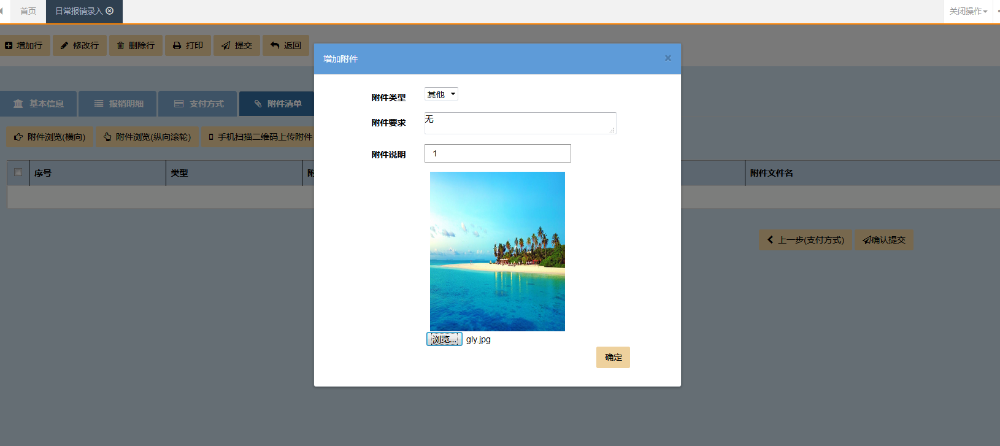 首页
日常报销录入
关闭操作
增加行
修改行
删除行
打印
提交
返回
增加附件
×
附件类型
其他
基本信息
报销明细
支付方式
附件清单
附件要求
无
附件浏览(横向)
附件浏览(纵向滚轮)
手机扫描二维码上传附件
附件说明
1
序号
类型
附件文件名
上一步(支付方式)
确认提交
浏览...
gly.jpg
确定